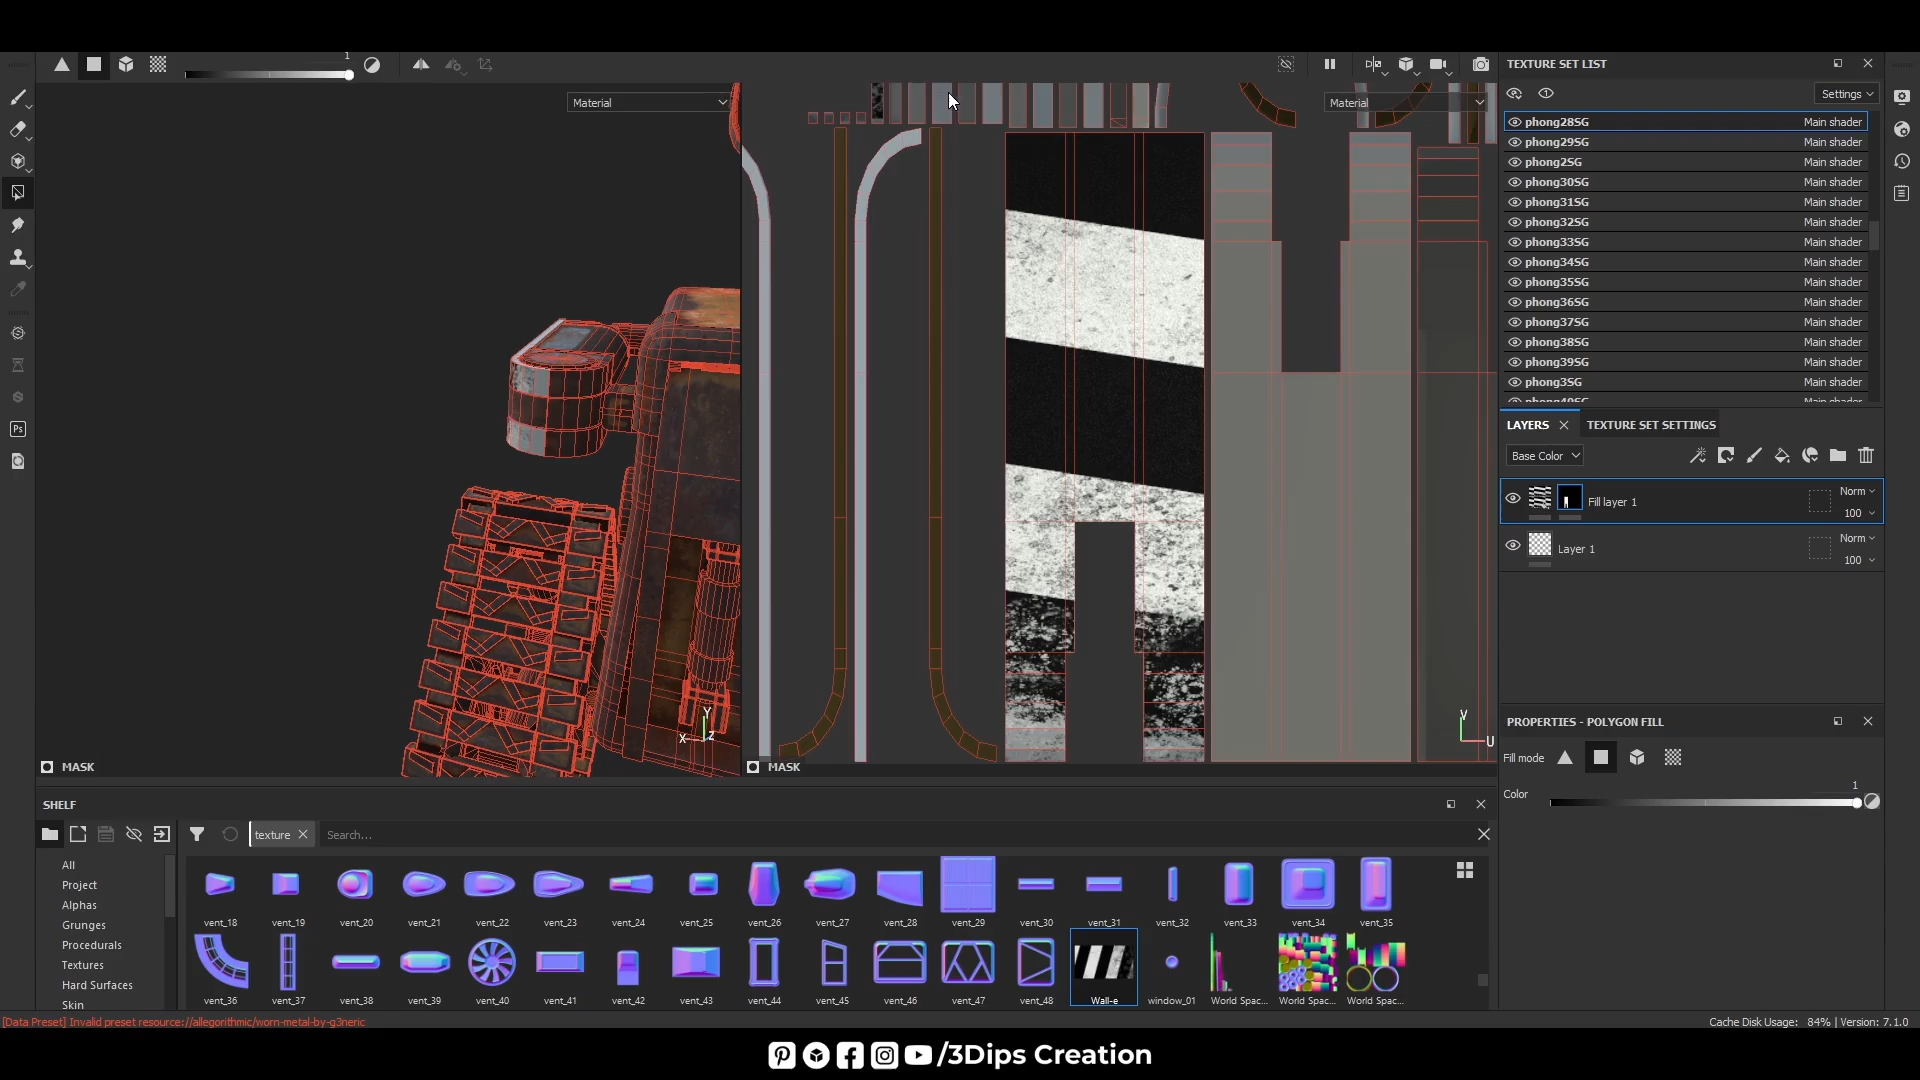 1
Material
Material
TEXTURE SET LIST
Settings
phong28SG Main shader
phong29SG Main shader
phong2SG Main shader
phong30SG Main shader
phong31SG Main shader
phong32SG Main shader
phong33SG Main shader
phong34SG Main shader
phong35SG Main shader
phong36SG Main shader
phong37SG Main shader
phong38SG Main shader
phong39SG Main shader
phong3SG Main shader
phong40SG Main shader
LAYERS
TEXTURE SET SETTINGS
Base Color
Fill layer 1
Norm
100
Layer 1
Norm
100
Ps
Y
X
Z
V
U
MASK
MASK
PROPERTIES - POLYGON FILL
Fill mode
Color
1
SHELF
texture
Search...
All
Project
Alphas
Grunges
Procedurals
Textures
Hard Surfaces
Skin
vent_18 vent_19 vent_20 vent_21 vent_22 vent_23 vent_24 vent_25 vent_26 vent_27 vent_28 vent_29 vent_30 vent_31 vent_32 vent_33 vent_34 vent_35
vent_36 vent_37 vent_38 vent_39 vent_40 vent_41 vent_42 vent_43 vent_44 vent_45 vent_46 vent_47 vent_48 Wall-e window_01 World Spac... World Spac... World Spac...
[Data Preset] Invalid preset resource://allegorithmic/worn-metal-by-g3neric
Cache Disk Usage: 84% | Version: 7.1.0
/3Dips Creation